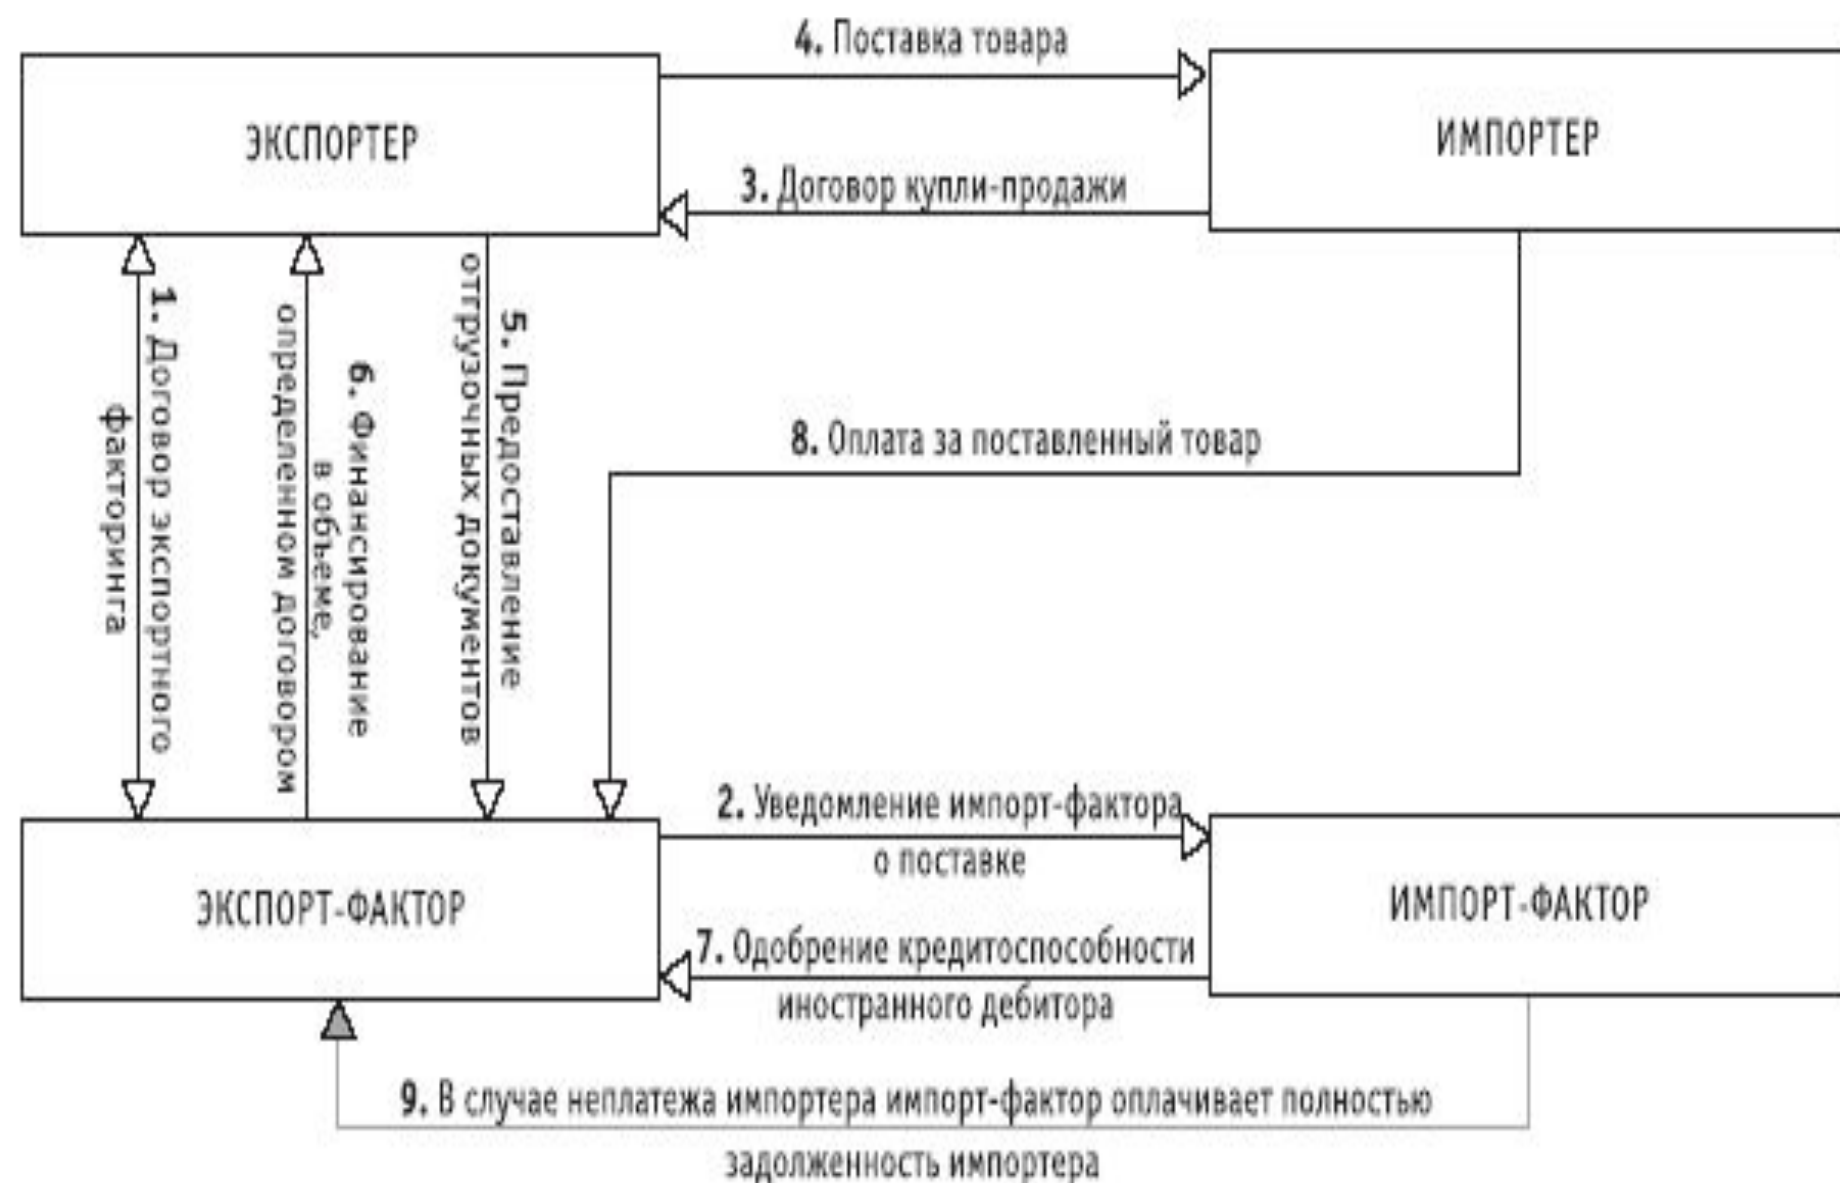 4. Поставка товара
ЭКСПОРТЕР
ИМПОРТЕР
3. Договор купли-продажи
1. Договор экспортного
факторинга
6. Финансирование
в объеме,
определенном договором
5. Предоставление
отгрузочных документов
8. Оплата за поставленный товар
2. Уведомление импорт-фактора
о поставке
ЭКСПОРТ-ФАКТОР
ИМПОРТ-ФАКТОР
7. Одобрение кредитоспособности
иностранного дебитора
9. В случае неплатежа импортера импорт-фактор оплачивает полностью
задолженность импортера